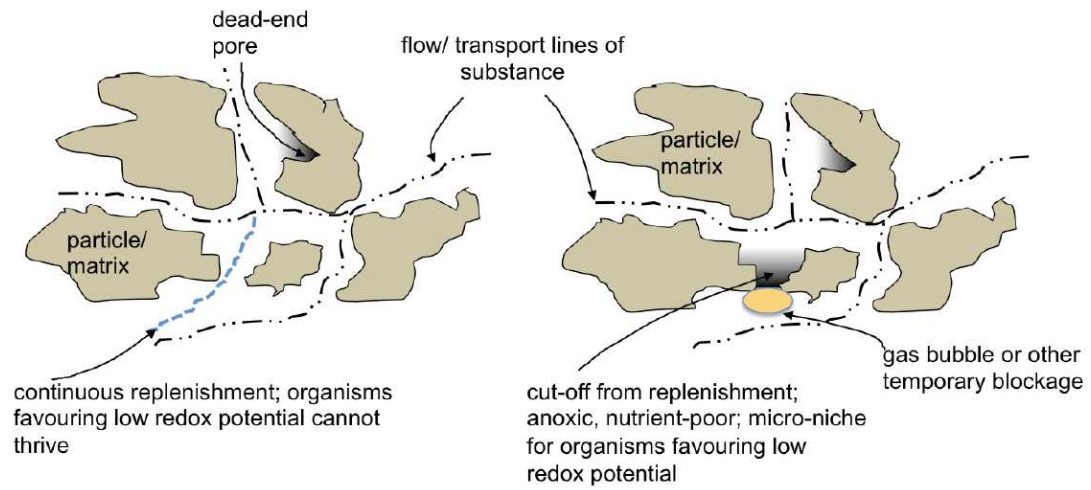 dead-end
pore
flow/ transport lines of
substance
particle/
matrix
particle/
matrix
continuous replenishment; organisms
favouring low redox potential cannot
thrive
cut-off from replenishment;
anoxic, nutrient-poor; micro-niche
for organisms favouring low
redox potential
gas bubble or other
temporary blockage